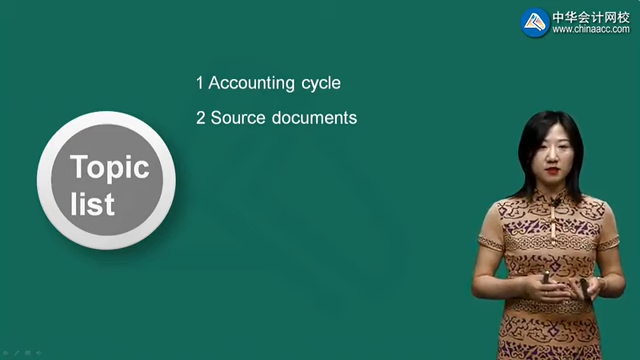 中华会计网校
www.chinaacc.com
1 Accounting cycle
2 Source documents
Topic
list